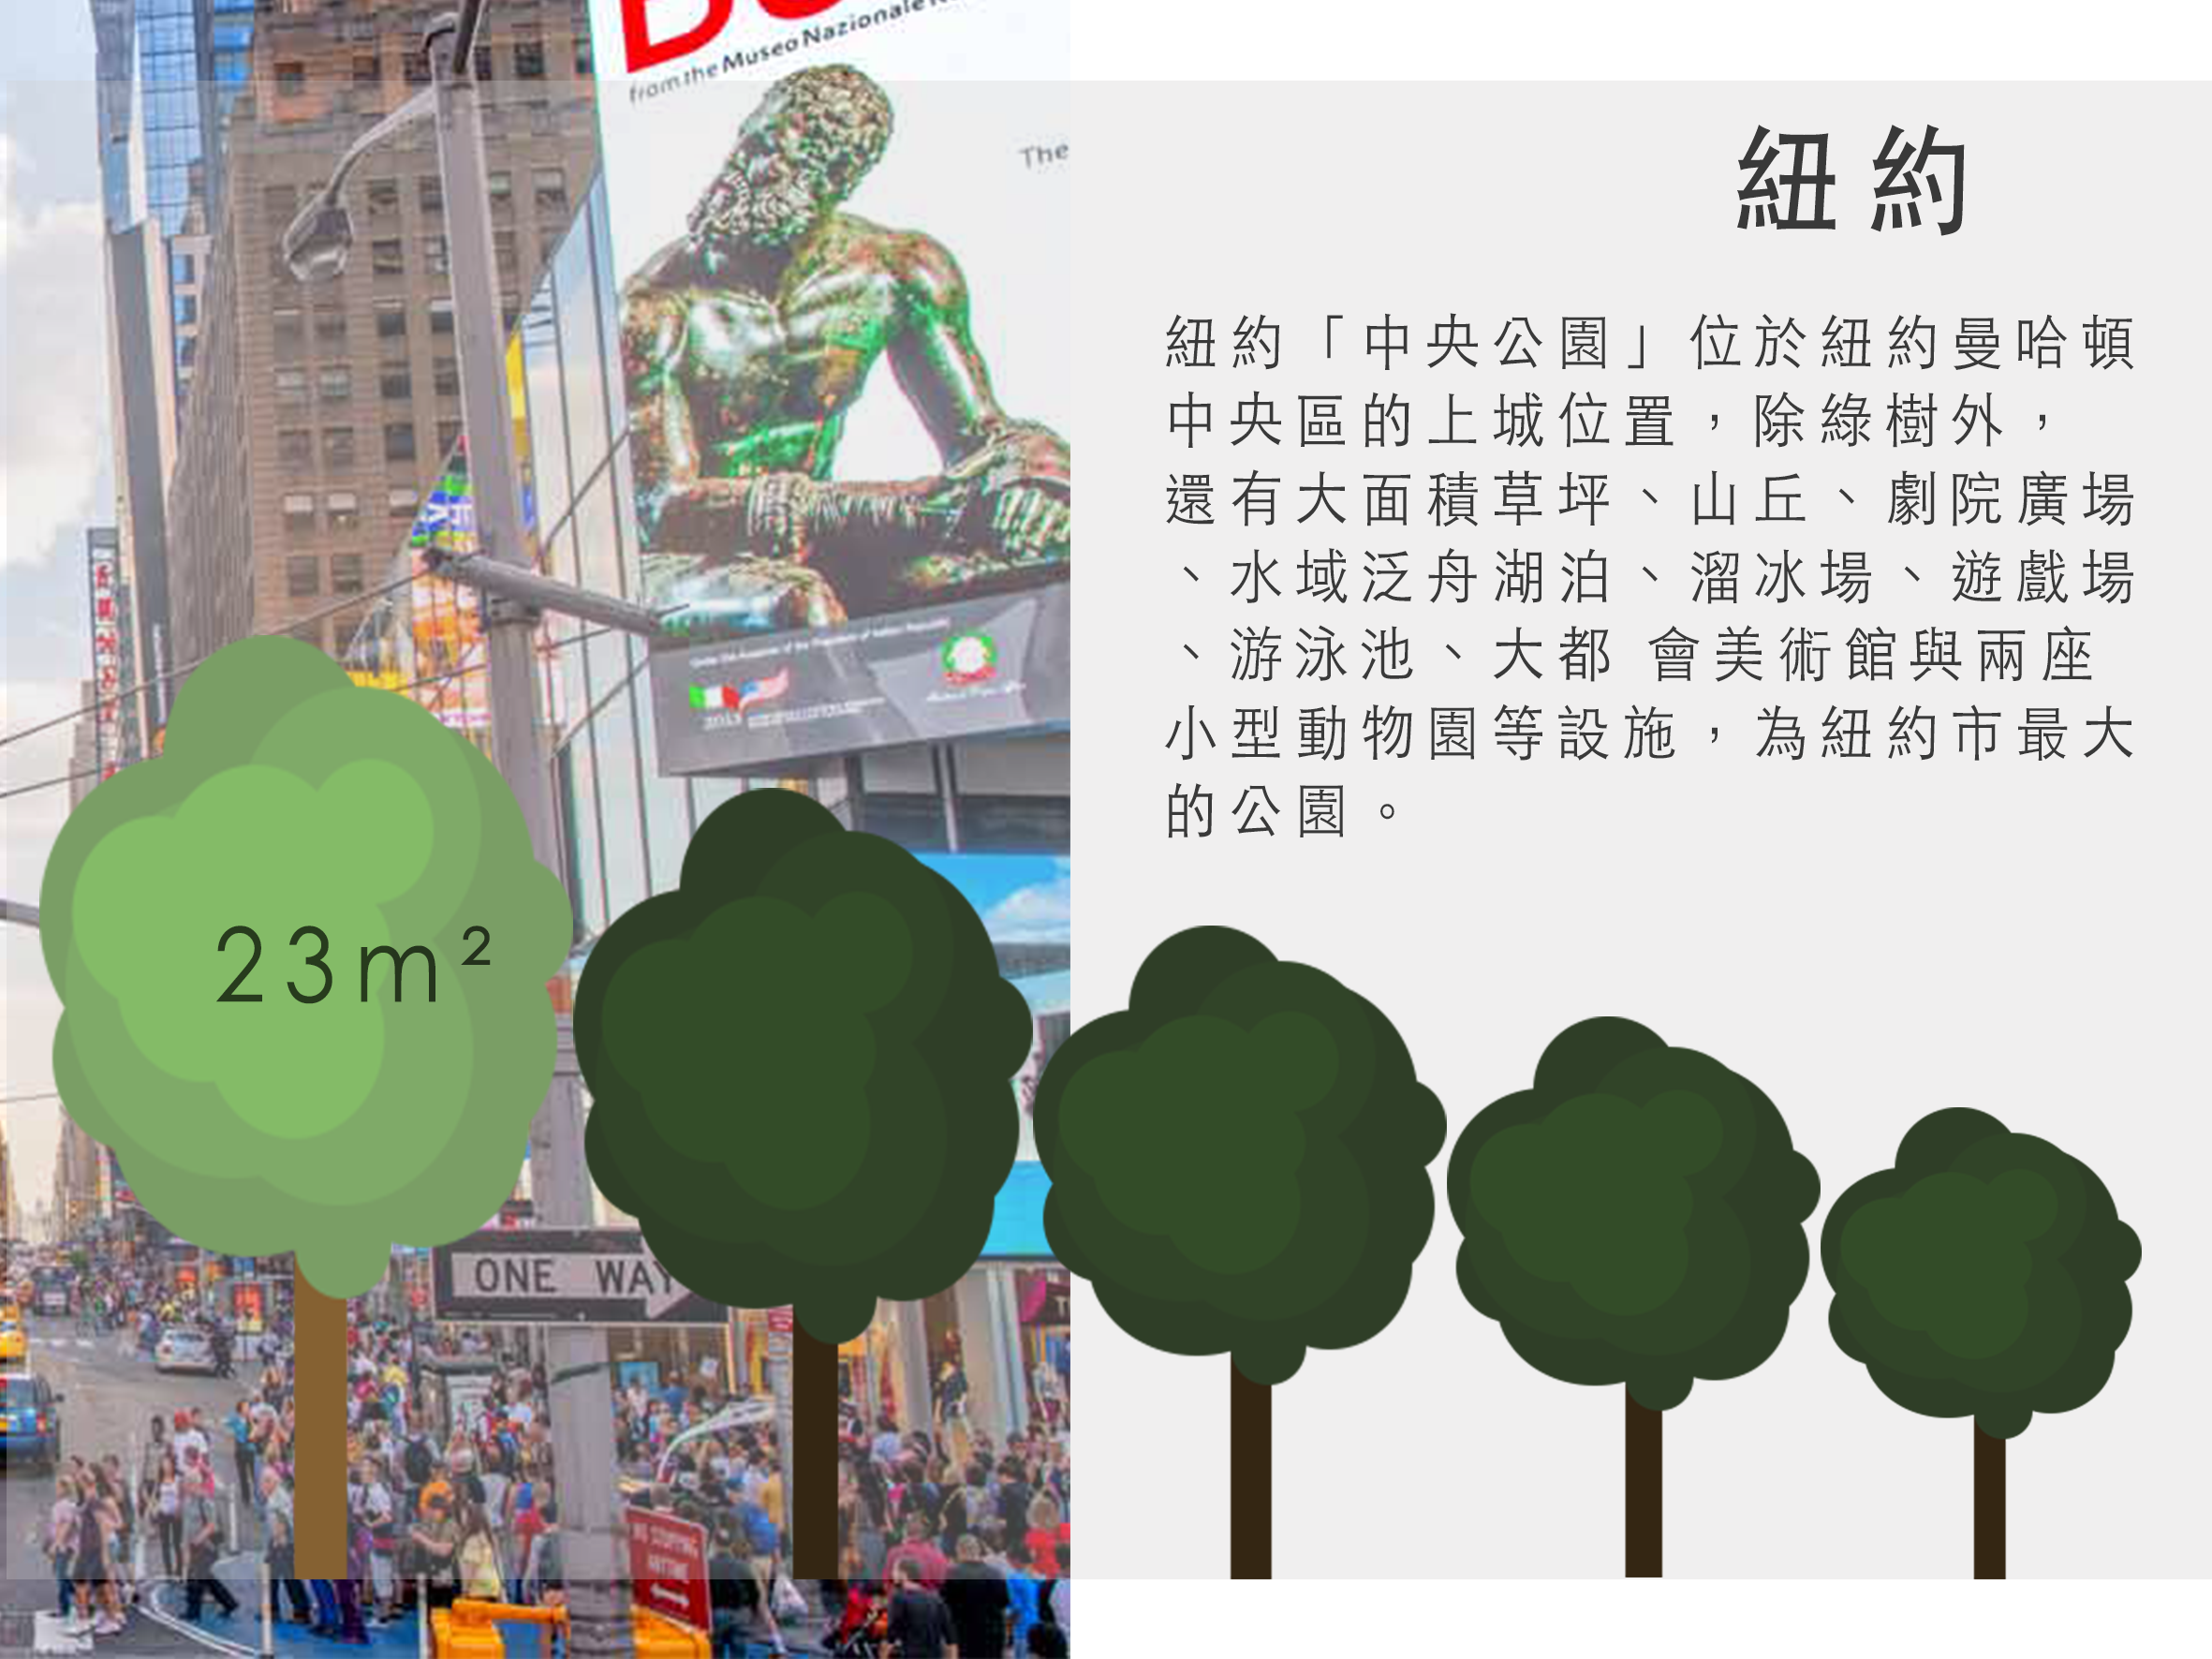 from the Museo Nazionale
The
紐約
紐約「中央公園」位於紐約曼哈頓
中央區的上城位置，除綠樹外，
還有大面積草坪、山丘、劇院廣場
、水域泛舟湖泊、溜冰場、遊戲場
、游泳池、大都 會美術館與兩座
小型動物園等設施，為紐約市最大
的公園。
23m²
ONE WAY
NO STOPPING
ANYTIME